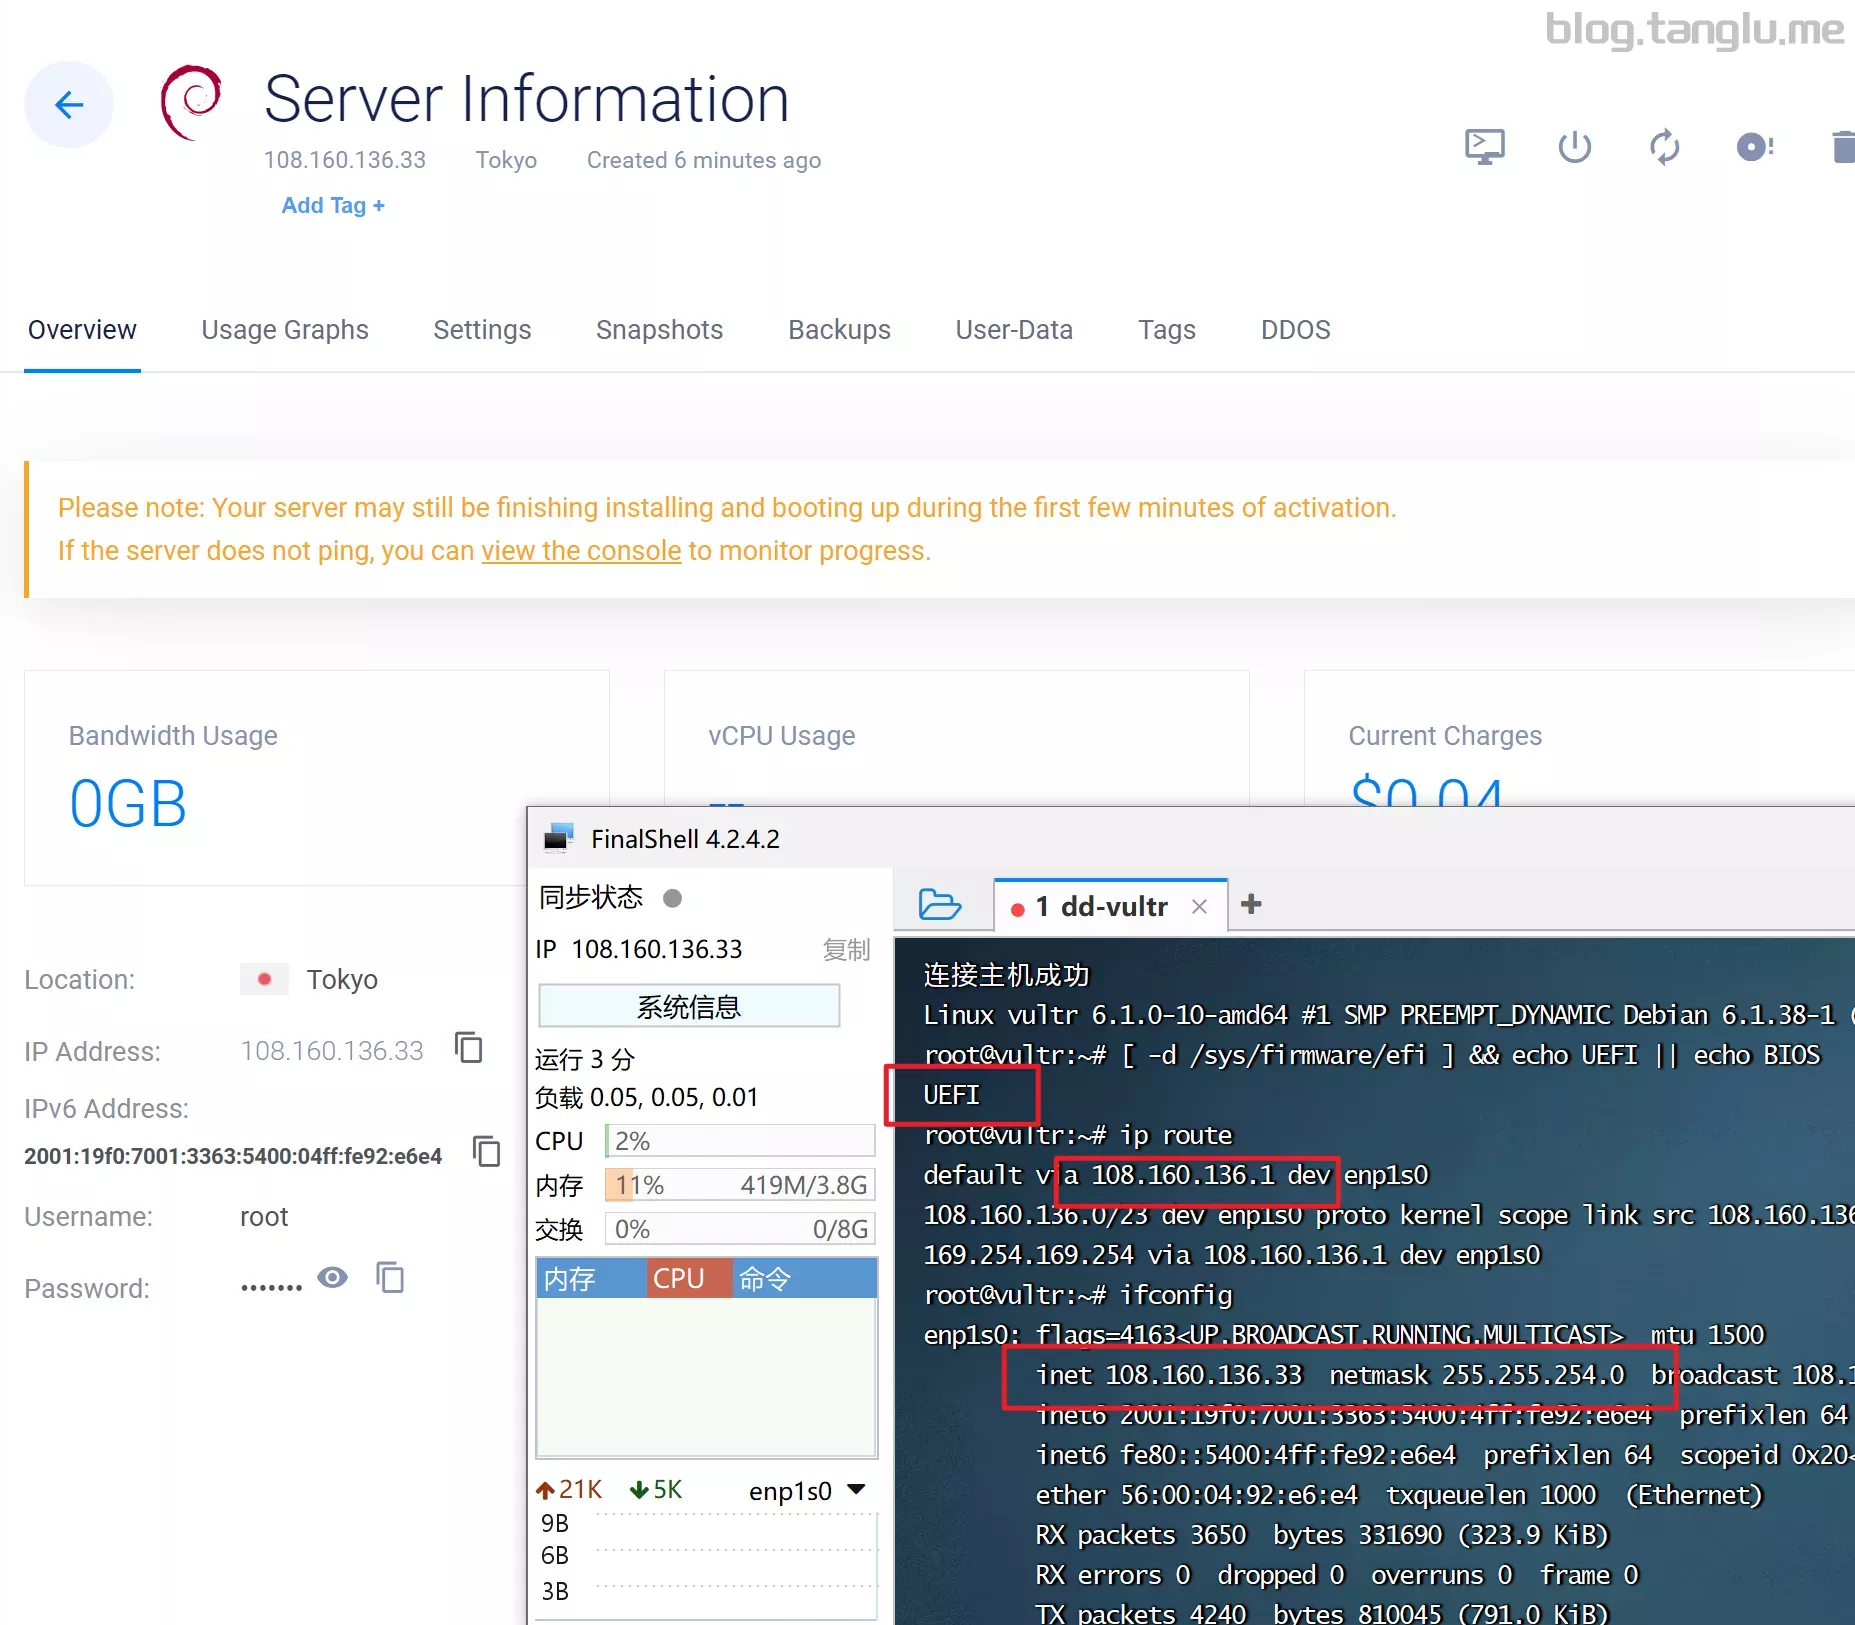 blog.tanglu.me
Server Information
108.160.136.33 Tokyo Created 6 minutes ago
Add Tag +
Overview Usage Graphs Settings Snapshots Backups User-Data Tags DDOS
Please note: Your server may still be finishing installing and booting up during the first few minutes of activation.
If the server does not ping, you can view the console to monitor progress.
Bandwidth Usage
0GB
vCPU Usage
Current Charges
$0.04
Location: Tokyo
IP Address: 108.160.136.33
IPv6 Address:
2001:19f0:7001:3363:5400:04ff:fe92:e6e4
Username: root
Password: •••••••
FinalShell 4.2.4.2
同步状态
IP 108.160.136.33 复制
系统信息
运行 3 分
负载 0.05, 0.05, 0.01
CPU 2%
内存 11% 419M/3.8G
交换 0% 0/8G
内存 CPU 命令
21K 5K enp1s0
9B
6B
3B
1 dd-vultr
连接主机成功
Linux vultr 6.1.0-10-amd64 #1 SMP PREEMPT_DYNAMIC Debian 6.1.38-1 (
root@vultr:~# [ -d /sys/firmware/efi ] && echo UEFI || echo BIOS
UEFI
root@vultr:~# ip route
default via 108.160.136.1 dev enp1s0
108.160.136.0/23 dev enp1s0 proto kernel scope link src 108.160.136
169.254.169.254 via 108.160.136.1 dev enp1s0
root@vultr:~# ifconfig
enp1s0: flags=4163<UP,BROADCAST,RUNNING,MULTICAST> mtu 1500
inet 108.160.136.33 netmask 255.255.254.0 broadcast 108.1
inet6 2001:19f0:7001:3363:5400:4ff:fe92:e6e4 prefixlen 64
inet6 fe80::5400:4ff:fe92:e6e4 prefixlen 64 scopeid 0x20<
ether 56:00:04:92:e6:e4 txqueuelen 1000 (Ethernet)
RX packets 3650 bytes 331690 (323.9 KiB)
RX errors 0 dropped 0 overruns 0 frame 0
TX packets 4240 bytes 810045 (791.0 KiB)